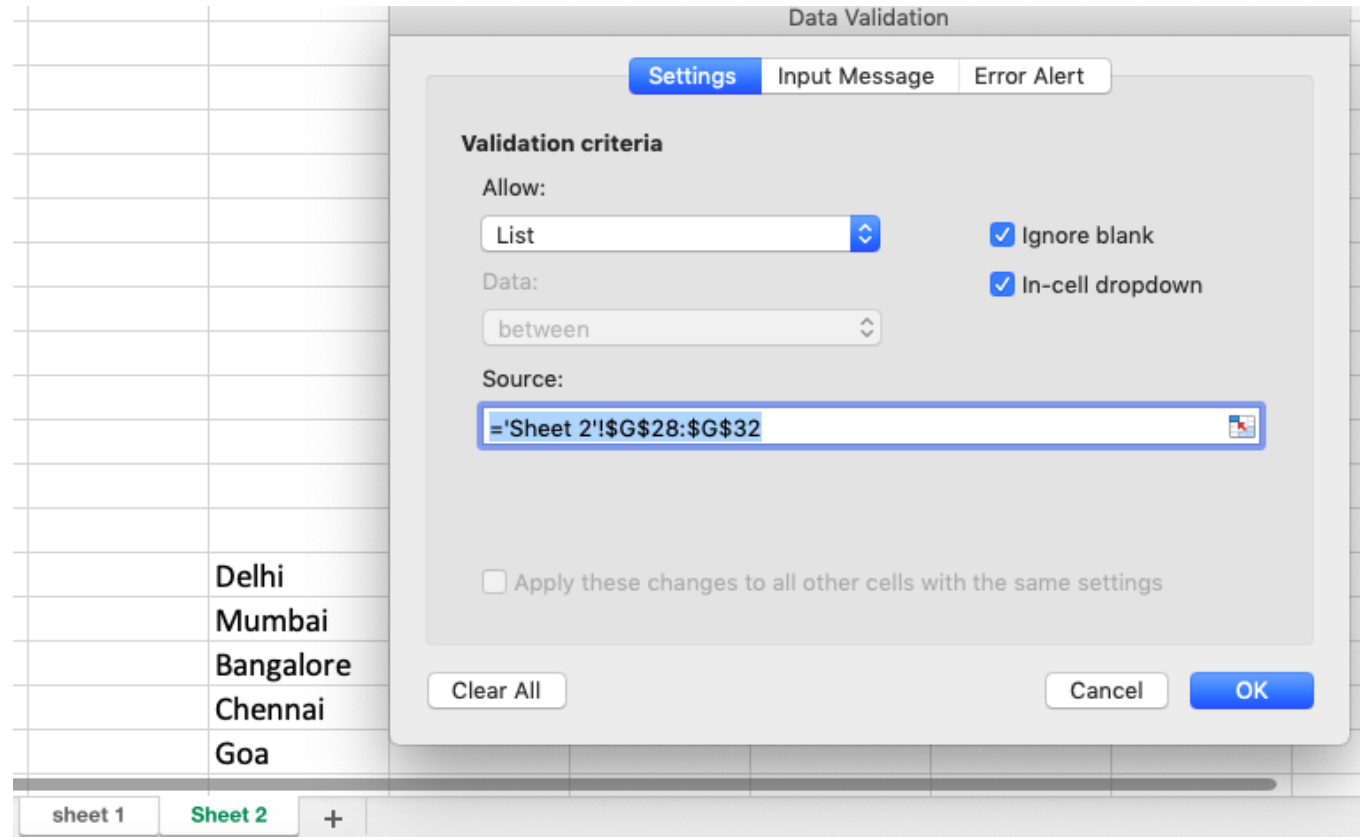 Data Validation
Settings Input Message Error Alert
Validation criteria
Allow:
List
Ignore blank
Data:
In-cell dropdown
between
Source:
='Sheet 2'!$G$28:$G$32
Delhi
Apply these changes to all other cells with the same settings
Mumbai
Bangalore
Clear All Cancel OK
Chennai
Goa
sheet 1 Sheet 2 +